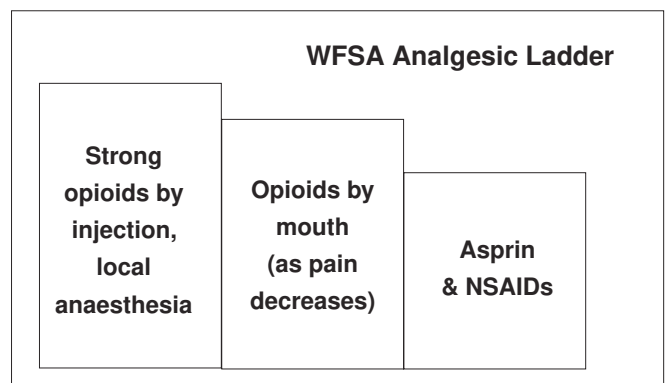 WFSA Analgesic Ladder
Strong
opioids by
injection,
local
anaesthesia
Opioids by
mouth
(as pain
decreases)
Asprin
& NSAIDs